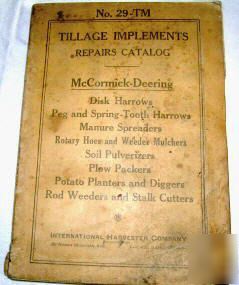 No. 29-TM
TILLAGE IMPLEMENTS
REPAIRS CATALOG
McCormick-Deering
Disk Harrows
Peg and Spring-Tooth Harrows
Manure Spreaders
Rotary Hoes and Weeder Mulchers
Soil Pulverizers
Plow Packers
Potato Planters and Diggers
Rod Weeders and Stalk Cutters
INTERNATIONAL HARVESTER COMPANY